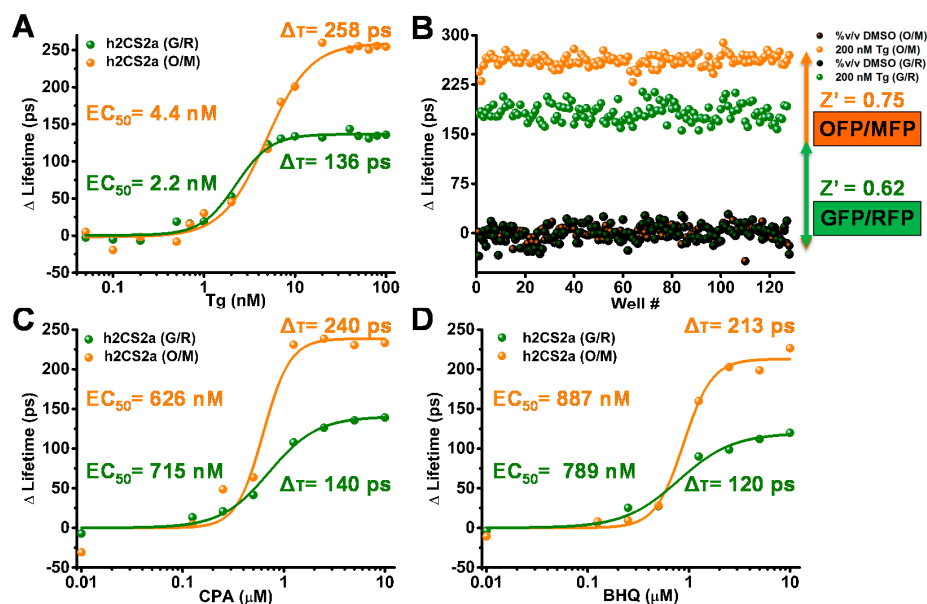 A
h2CS2a (G/R)
h2CS2a (O/M)
Δτ= 258 ps
EC50= 4.4 nM
EC50= 2.2 nM
Δτ= 136 ps
Δ Lifetime (ps)
250
200
150
100
50
0
-50
0.1
1
10
100
Tg (nM)
B
Δ Lifetime (ps)
300
225
150
75
0
0
20
40
60
80
100
120
Well #
%v/v DMSO (O/M)
200 nM Tg (O/M)
%v/v DMSO (G/R)
200 nM Tg (G/R)
Z' = 0.75
OFP/MFP
Z' = 0.62
GFP/RFP
C
h2CS2a (G/R)
h2CS2a (O/M)
Δτ= 240 ps
EC50= 626 nM
EC50= 715 nM
Δτ= 140 ps
Δ Lifetime (ps)
250
200
150
100
50
0
-50
0.01
0.1
1
10
CPA (μM)
D
h2CS2a (G/R)
h2CS2a (O/M)
Δτ= 213 ps
EC50= 887 nM
EC50= 789 nM
Δτ= 120 ps
Δ Lifetime (ps)
250
200
150
100
50
0
-50
0.01
0.1
1
10
BHQ (μM)